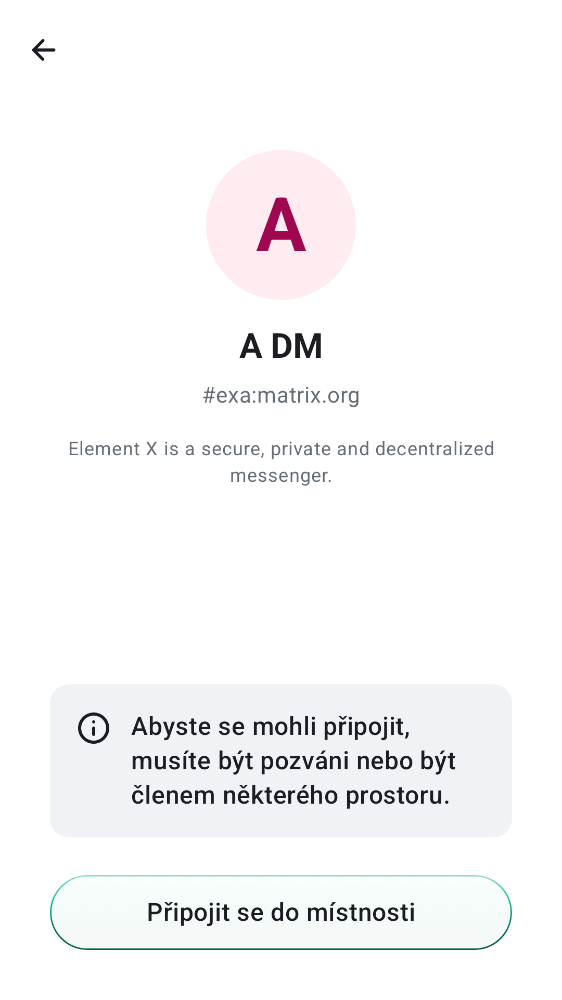 A
A DM
#exa:matrix.org
Element X is a secure, private and decentralized
messenger.
Abyste se mohli připojit,
musíte být pozváni nebo být
členem některého prostoru.
Připojit se do místnosti